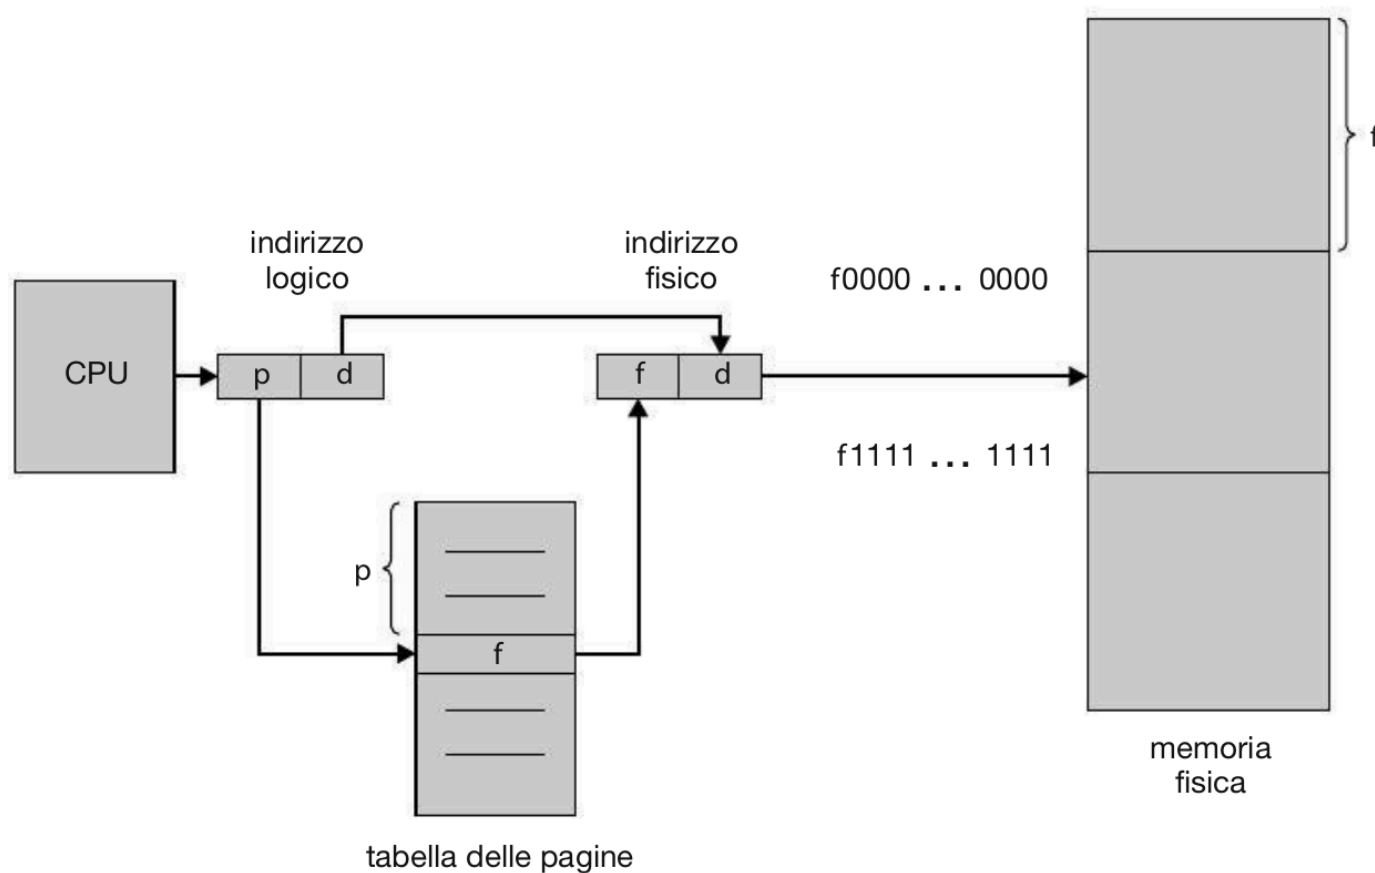 f
indirizzo
logico
indirizzo
fisico
f0000 ... 0000
CPU
p
d
f
d
f1111 ... 1111
p
f
memoria
fisica
tabella delle pagine